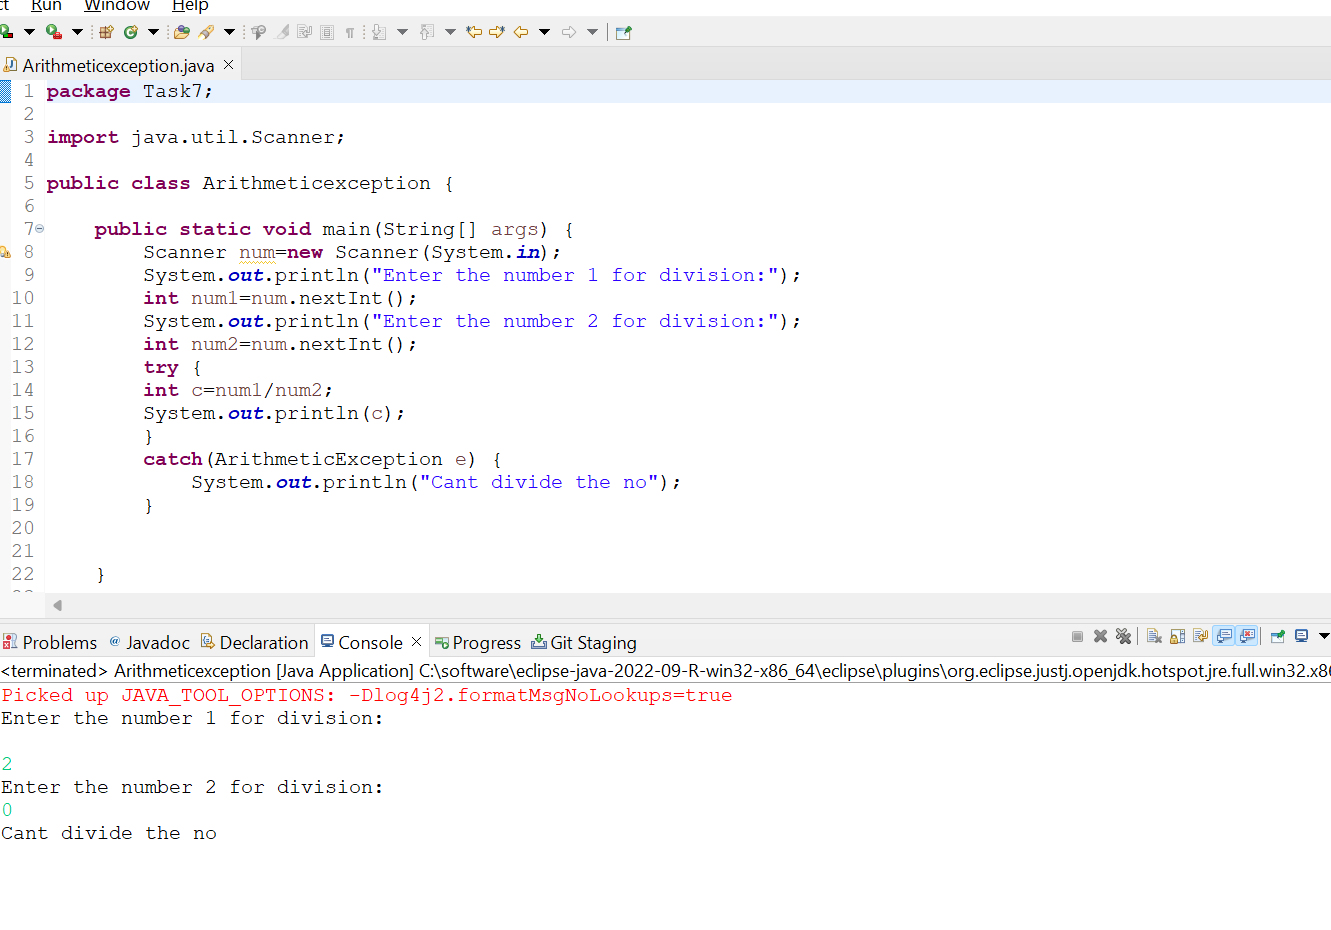 ct Run Window Help
Arithmeticexception.java
1 package Task7;
2
3 import java.util.Scanner;
4
5 public class Arithmeticexception {
6
7     public static void main(String[] args) {
8         Scanner num=new Scanner(System.in);
9         System.out.println("Enter the number 1 for division:");
10         int num1=num.nextInt();
11         System.out.println("Enter the number 2 for division:");
12         int num2=num.nextInt();
13         try {
14         int c=num1/num2;
15         System.out.println(c);
16         }
17         catch(ArithmeticException e) {
18             System.out.println("Cant divide the no");
19         }
20
21
22     }
Problems Javadoc Declaration Console Progress Git Staging
<terminated> Arithmeticexception [Java Application] C:\software\eclipse-java-2022-09-R-win32-x86_64\eclipse\plugins\org.eclipse.justj.openjdk.hotspot.jre.full.win32.x86
Picked up JAVA_TOOL_OPTIONS: -Dlog4j2.formatMsgNoLookups=true
Enter the number 1 for division:
2
Enter the number 2 for division:
0
Cant divide the no